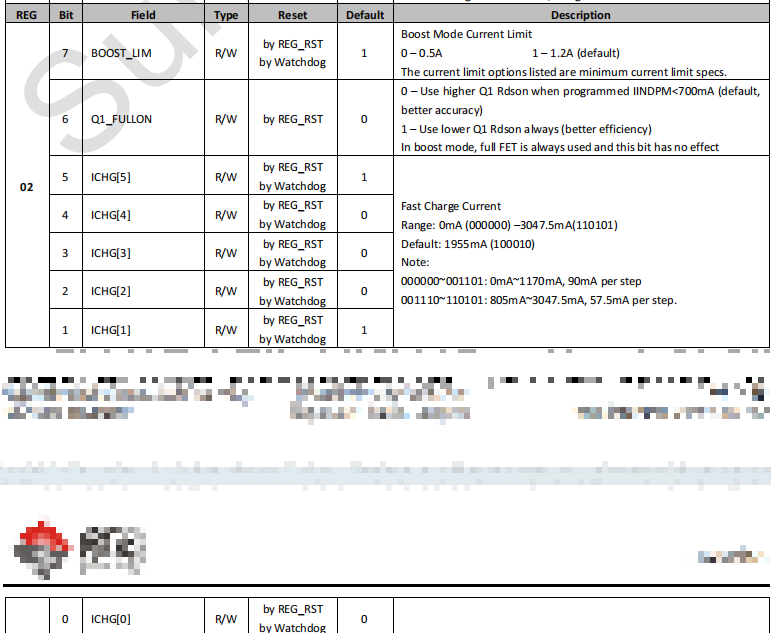 REG Bit Field Type Reset Default Description
02
7 BOOST_LIM R/W by REG_RST by Watchdog 1
Boost Mode Current Limit
0 – 0.5A 1 – 1.2A (default)
The current limit options listed are minimum current limit specs.
6 Q1_FULLON R/W by REG_RST 0
0 – Use higher Q1 Rdson when programmed IINDPM<700mA (default,
better accuracy)
1 – Use lower Q1 Rdson always (better efficiency)
In boost mode, full FET is always used and this bit has no effect
5 ICHG[5] R/W by REG_RST by Watchdog 1
4 ICHG[4] R/W by REG_RST by Watchdog 0
3 ICHG[3] R/W by REG_RST by Watchdog 0
2 ICHG[2] R/W by REG_RST by Watchdog 0
1 ICHG[1] R/W by REG_RST by Watchdog 1
Fast Charge Current
Range: 0mA (000000) –3047.5mA(110101)
Default: 1955mA (100010)
Note:
000000~001101: 0mA~1170mA, 90mA per step
001110~110101: 805mA~3047.5mA, 57.5mA per step.
0 ICHG[0] R/W by REG_RST by Watchdog 0